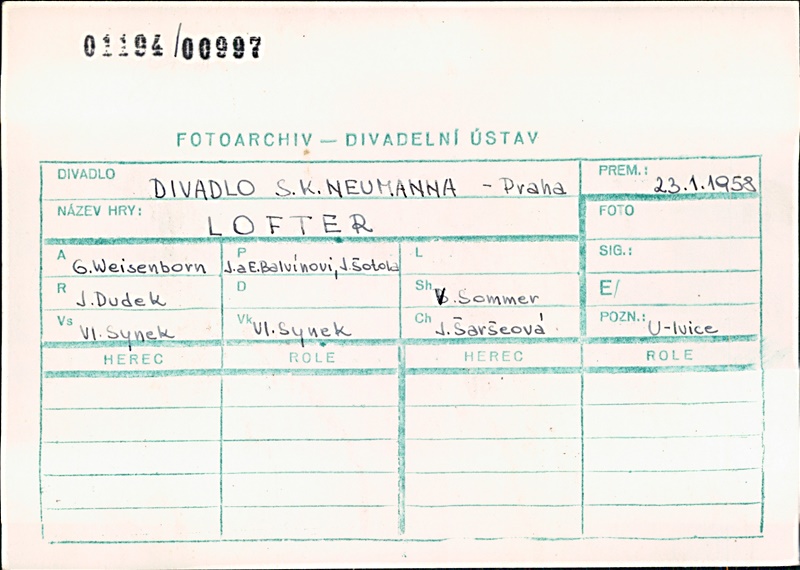 01194/00997
FOTOARCHIV — DIVADELNÍ ÚSTAV
DIVADLO DIVADLO S.K.NEUMANNA - Praha
PREM.: 23.1.1958
NÁZEV HRY: LOFTER
FOTO
A G.Weisenborn
P J.a E.Balvínovi, J.Šotola
L
SIG.:
R J.Dudek
D
Sh V.Sommer
E/
Vs Vl.Synek
Vk Vl.Synek
Ch J.Šaršeová
POZN.: U-lvice
HEREC ROLE HEREC ROLE